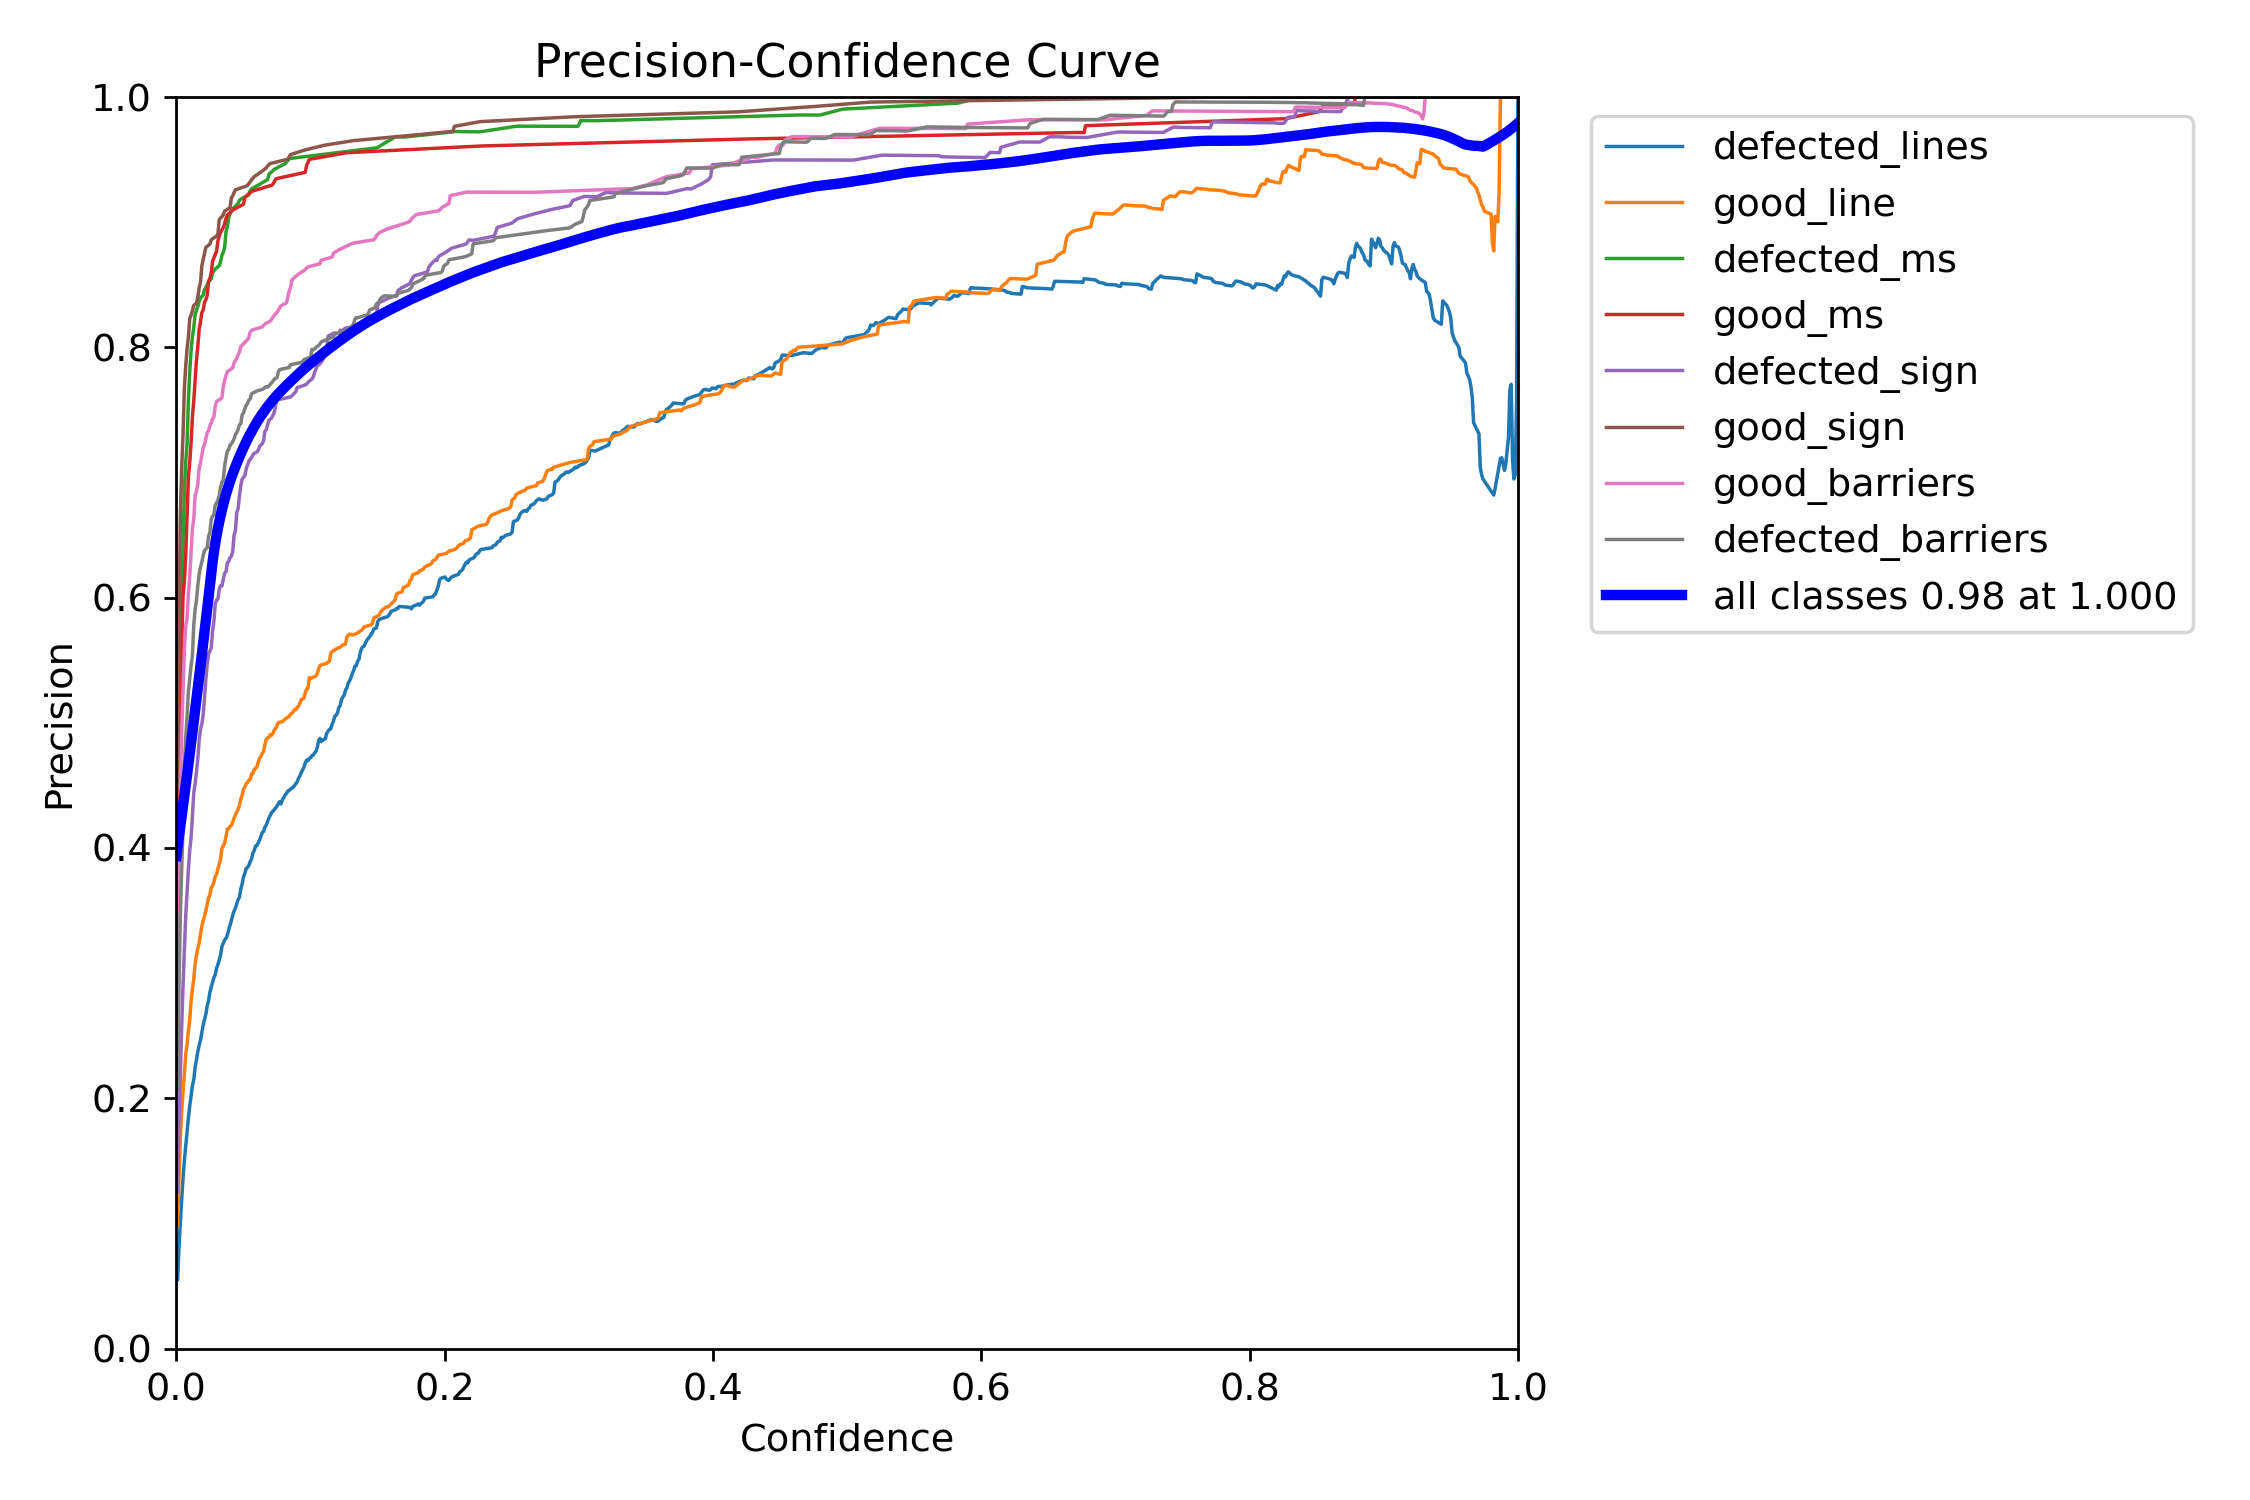 Precision-Confidence Curve
1.0
0.8
0.6
0.4
0.2
0.0
Precision
0.0 0.2 0.4 0.6 0.8 1.0
Confidence
defected_lines
good_line
defected_ms
good_ms
defected_sign
good_sign
good_barriers
defected_barriers
all classes 0.98 at 1.000